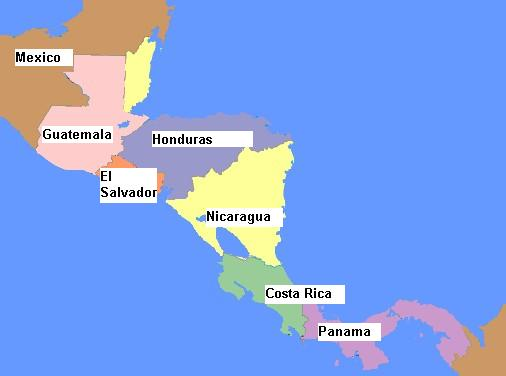 Mexico
Guatemala
Honduras
El
Salvador
Nicaragua
Costa Rica
Panama